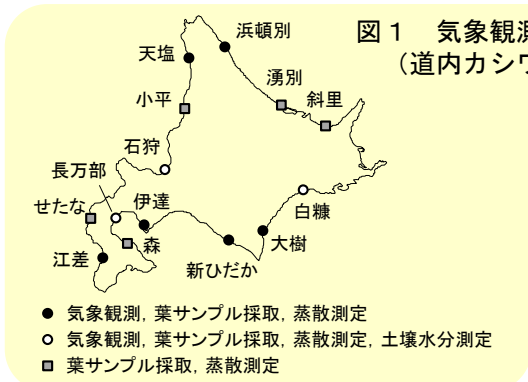 図１　気象観測
（道内カシワ
浜頓別
天塩
湧別
斜里
小平
石狩
長万部
伊達
せたな
白糠
森
大樹
江差
新ひだか
● 気象観測, 葉サンプル採取, 蒸散測定
○ 気象観測, 葉サンプル採取, 蒸散測定, 土壌水分測定
■ 葉サンプル採取, 蒸散測定